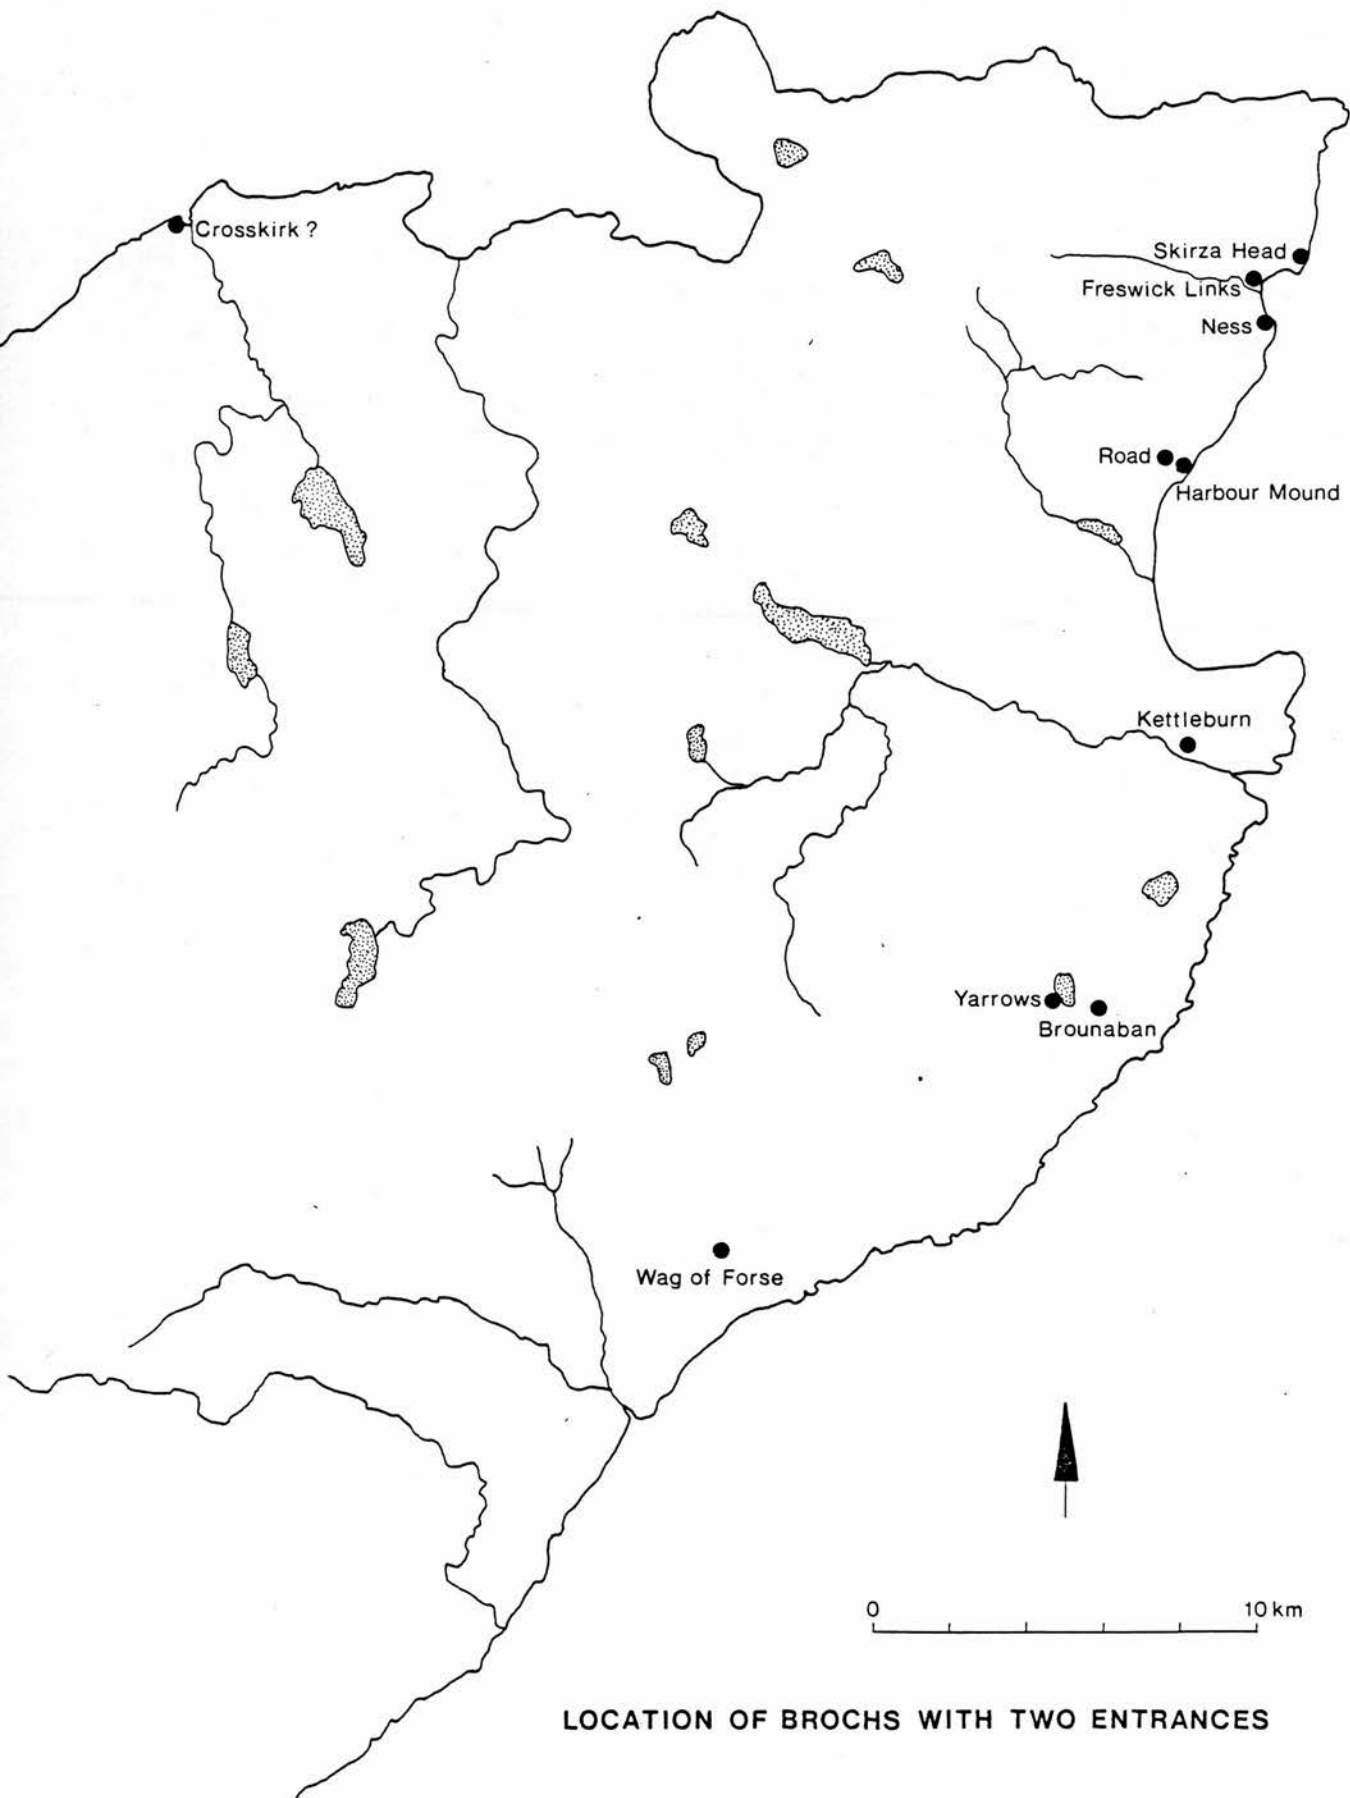 Crosskirk ?
Skirza Head
Freswick Links
Ness
Road
Harbour Mound
Kettleburn
Yarrows
Brounaban
Wag of Forse
0 10 km
LOCATION OF BROCHS WITH TWO ENTRANCES